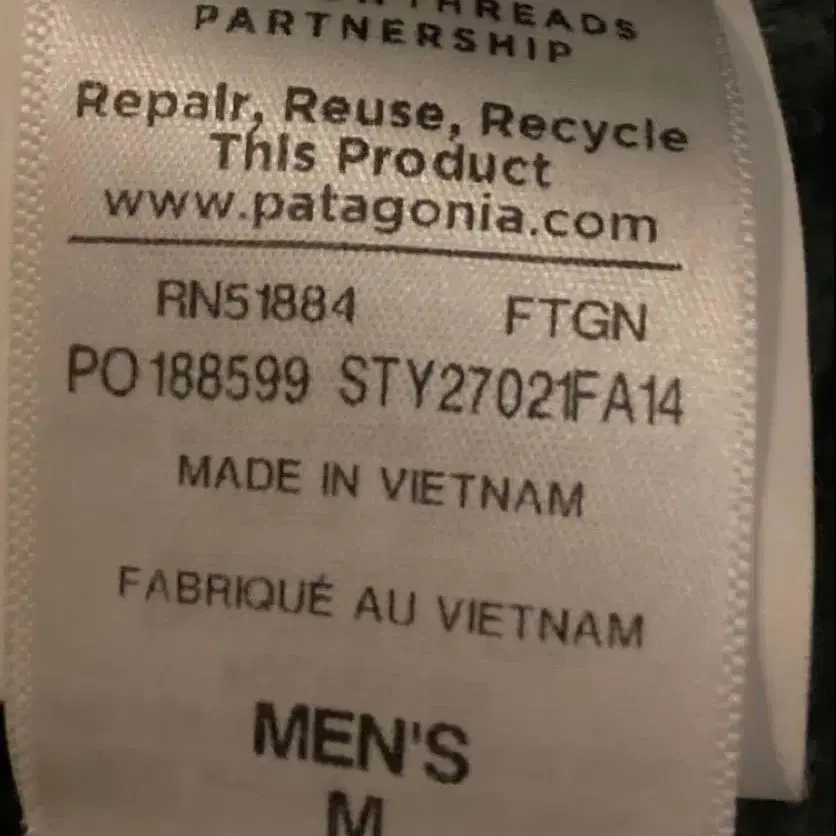 THREADS
PARTNERSHIP
Repair, Reuse, Recycle
This Product
www.patagonia.com
RN51884 FTGN
PO188599 STY27021FA14
MADE IN VIETNAM
FABRIQUÉ AU VIETNAM
MEN'S
M